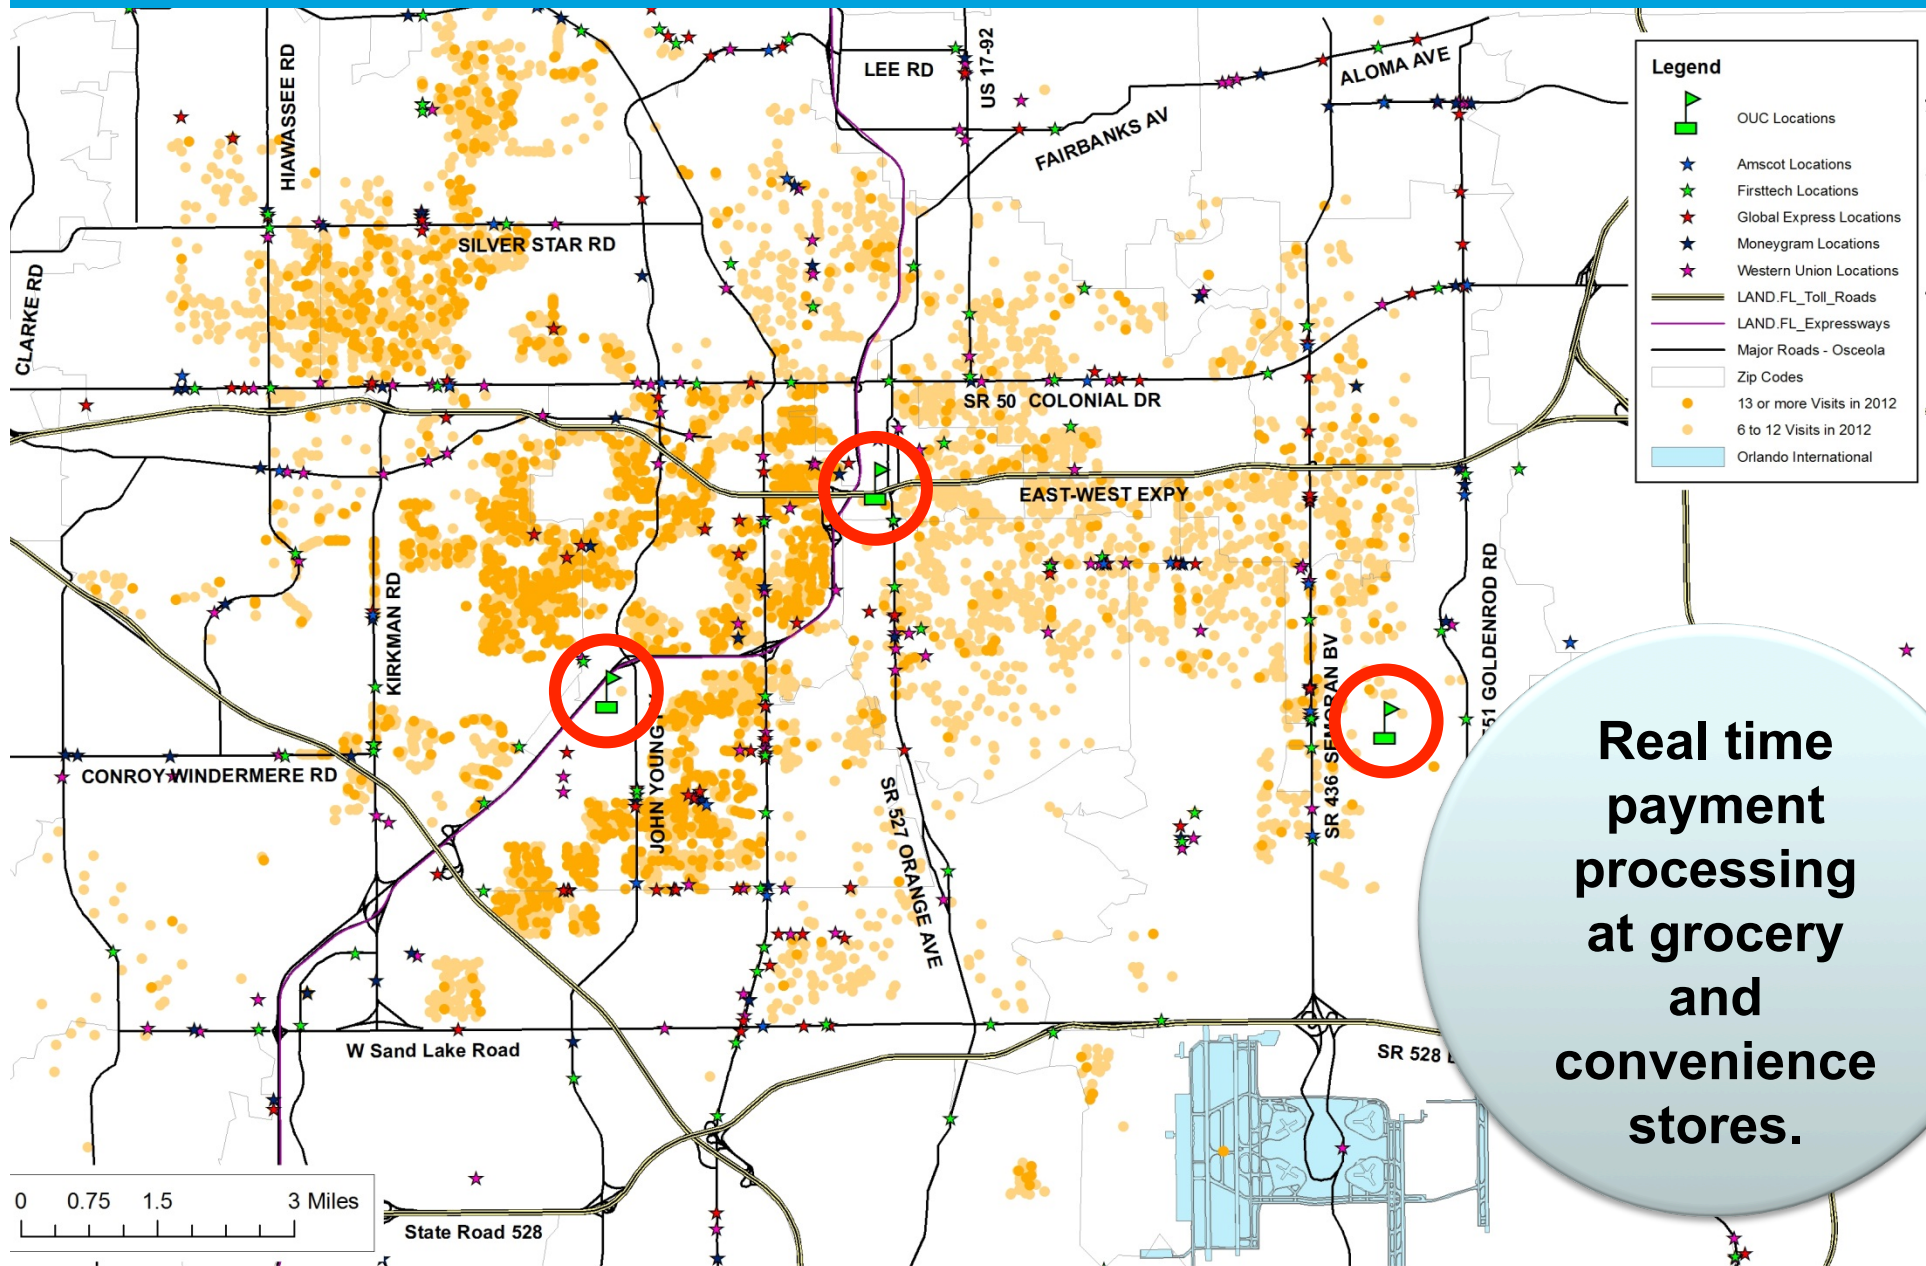 LEE RD
US 17-92
ALOMA AVE
HIAWASSEE RD
FAIRBANKS AV
SILVER STAR RD
CLARKE RD
SR 50 COLONIAL DR
EAST-WEST EXPY
KIRKMAN RD
GOLDENROD RD
CONROY WINDERMERE RD
JOHN YOUNG
SR 436 SEMORAN BV
SR 527 ORANGE AVE
W Sand Lake Road
SR 528
State Road 528
0 0.75 1.5 3 Miles
Legend
OUC Locations
Amscot Locations
Firsttech Locations
Global Express Locations
Moneygram Locations
Western Union Locations
LAND.FL_Toll_Roads
LAND.FL_Expressways
Major Roads - Osceola
Zip Codes
13 or more Visits in 2012
6 to 12 Visits in 2012
Orlando International
Real time
payment
processing
at grocery
and
convenience
stores.